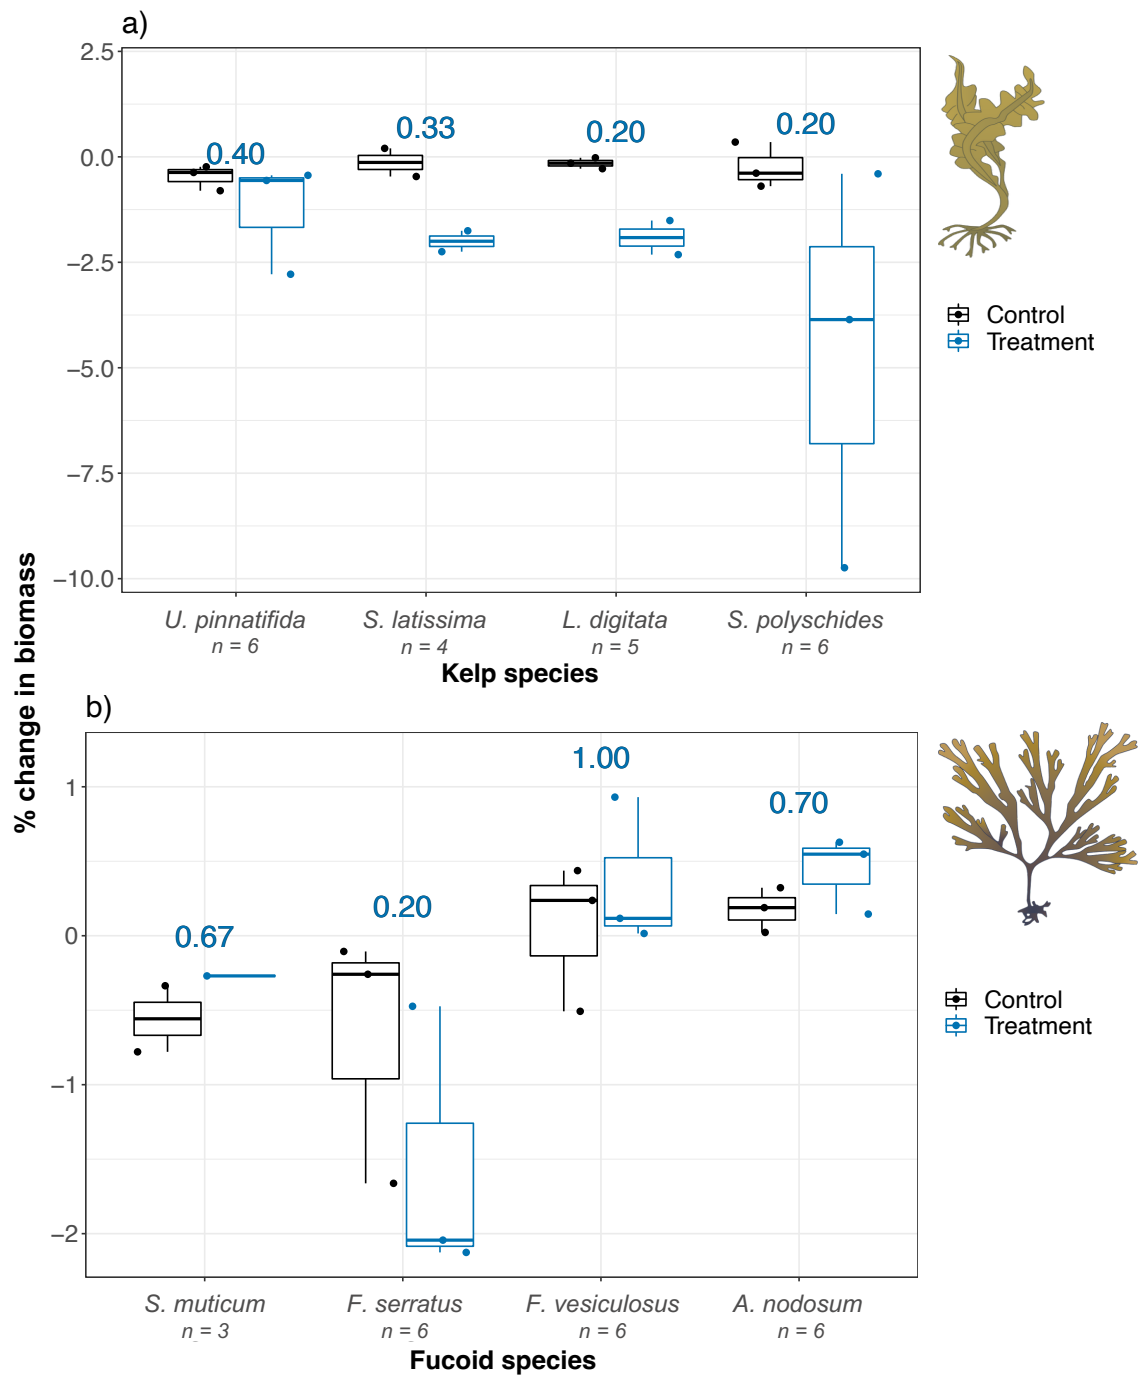 a)
2.5
0.0
−2.5
−5.0
−7.5
−10.0
0.40
0.33
0.20
0.20
Control
Treatment
U. pinnatifida
S. latissima
L. digitata
S. polyschides
n = 6
n = 4
n = 5
n = 6
Kelp species
% change in biomass
b)
1
0
−1
−2
0.67
0.20
1.00
0.70
Control
Treatment
S. muticum
F. serratus
F. vesiculosus
A. nodosum
n = 3
n = 6
n = 6
n = 6
Fucoid species